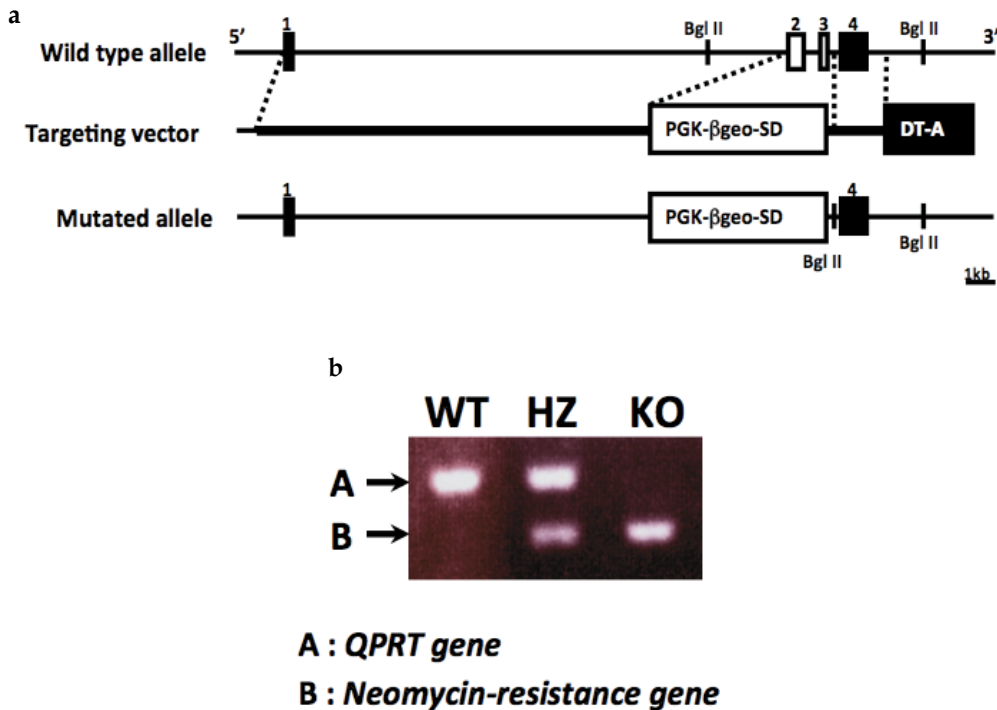 a
1 Bgl II 2 3 4 Bgl II
5’ 3’
Wild type allele
Targeting vector PGK-βgeo-SD DT-A
1 4
Mutated allele PGK-βgeo-SD
Bgl II Bgl II
1kb
b
WT HZ KO
A
B
A : QPRT gene
B : Neomycin-resistance gene